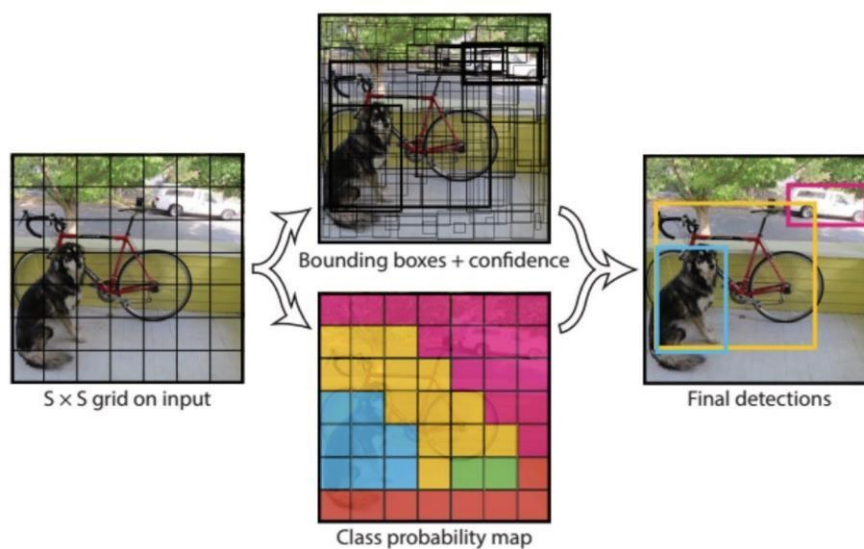 Bounding boxes + confidence
S × S grid on input
Final detections
Class probability map